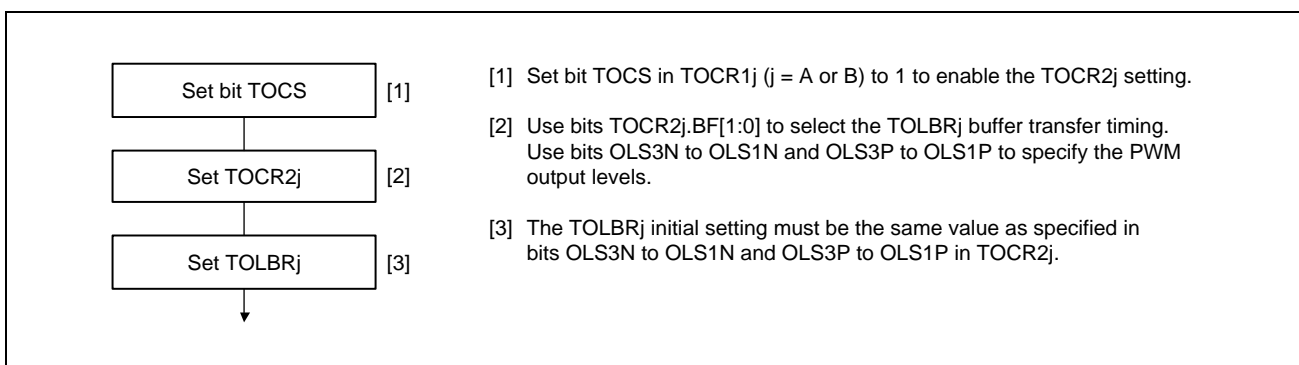 Set bit TOCS [1]
Set TOCR2j [2]
Set TOLBRj [3]
[1] Set bit TOCS in TOCR1j (j = A or B) to 1 to enable the TOCR2j setting.
[2] Use bits TOCR2j.BF[1:0] to select the TOLBRj buffer transfer timing.
Use bits OLS3N to OLS1N and OLS3P to OLS1P to specify the PWM
output levels.
[3] The TOLBRj initial setting must be the same value as specified in
bits OLS3N to OLS1N and OLS3P to OLS1P in TOCR2j.